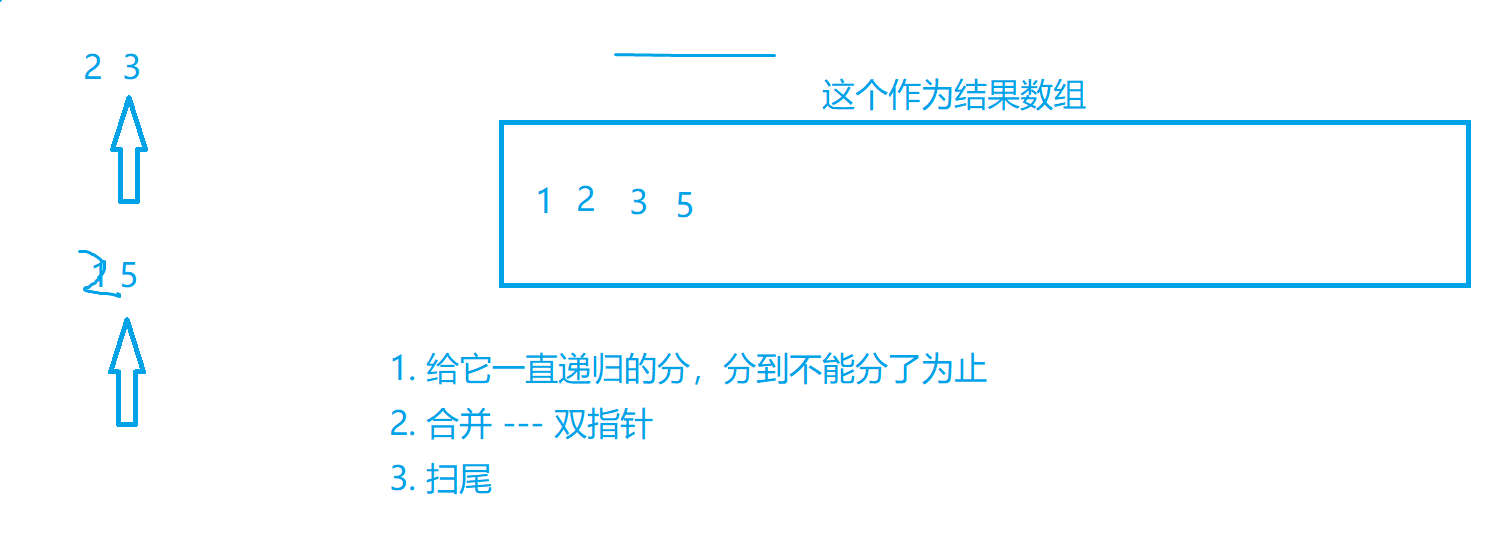 2 3
这个作为结果数组
1 2 3 5
1 5
1. 给它一直递归的分，分到不能分了为止
2. 合并 --- 双指针
3. 扫尾